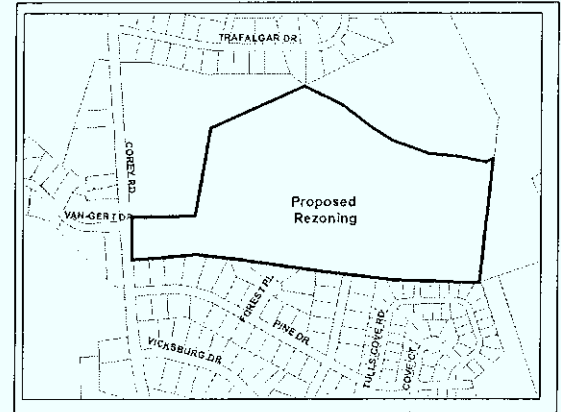 TRAFALGAR DR
COREY RD
VAN-GERT DR
Proposed
Rezoning
FOREST PL
PINE DR
VICKSBURG DR
TULLS COVE RD
COVE CT